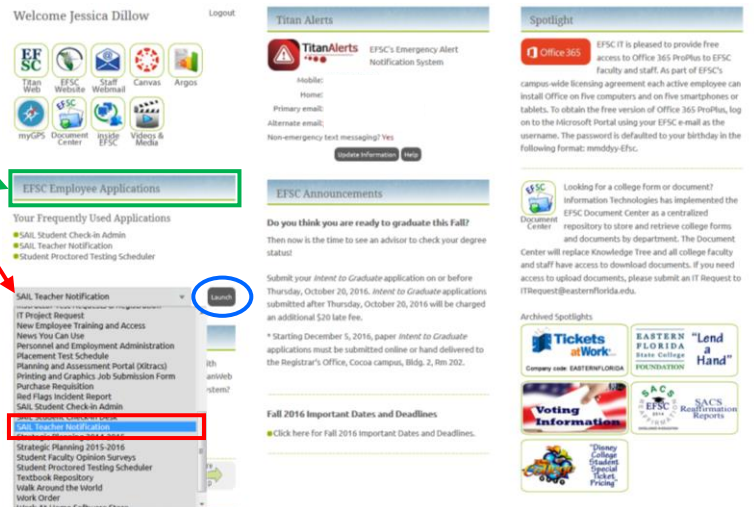 Welcome Jessica Dillow
Logout
EF
SC
Titan
Web
EFSC
Website
Staff
Webmail
Canvas
Argos
myGPS
EFSC
Document
Center
Inside
EFSC
Videos &
Media
EFSC Employee Applications
Your Frequently Used Applications
SAIL Student Check-in Admin
SAIL Teacher Notification
Student Proctored Testing Scheduler
SAIL Teacher Notification
Launch
IT Project Request
New Employee Training and Access
News You Can Use
Personnel and Employment Administration
Placement Test Schedule
Planning and Assessment Portal (Xitracs)
Printing and Graphics Job Submission Form
Purchase Requisition
Red Flags Incident Report
SAIL Student Check-in Admin
SAIL Student Check-in Desk
SAIL Teacher Notification
Strategic Planning 2014-2015
Strategic Planning 2015-2016
Student Faculty Opinion Surveys
Student Proctored Testing Scheduler
Textbook Repository
Walk Around the World
Work Order
Work At Home Software Store
Titan Alerts
TitanAlerts
EFSC's Emergency Alert
Notification System
Mobile:
Home:
Primary email:
Alternate email:
Non-emergency text messaging? Yes
Update Information
Help
EFSC Announcements
Do you think you are ready to graduate this Fall?
Then now is the time to see an advisor to check your degree
status!
Submit your Intent to Graduate application on or before
Thursday, October 20, 2016. Intent to Graduate applications
submitted after Thursday, October 20, 2016 will be charged
an additional $20 late fee.
* Starting December 5, 2016, paper Intent to Graduate
applications must be submitted online or hand delivered to
the Registrar's Office, Cocoa campus, Bldg. 2, Rm 202.
Fall 2016 Important Dates and Deadlines
Click here for Fall 2016 Important Dates and Deadlines.
Spotlight
Office 365
EFSC IT is pleased to provide free
access to Office 365 ProPlus to EFSC
faculty and staff. As part of EFSC's
campus-wide licensing agreement each active employee can
install Office on five computers and on five smartphones or
tablets. To obtain the free version of Office 365 ProPlus, log
on to the Microsoft Portal using your EFSC e-mail as the
username. The password is defaulted to your birthday in the
following format: mmddyy-Efsc.
EFSC
Document
Center
Looking for a college form or document?
Information Technologies has implemented the
EFSC Document Center as a centralized
repository to store and retrieve college forms
and documents by department. The Document
Center will replace Knowledge Tree and all college faculty
and staff have access to download documents. If you need
access to upload documents, please submit an IT Request to
ITRequest@easternflorida.edu.
Archived Spotlights
Tickets
atWork
Company code: EASTERNFLORIDA
EASTERN
FLORIDA
State College
FOUNDATION
"Lend
a
Hand"
Voting
Information
SACS
EFSC
SACS
Reaffirmation
Reports
"Disney
College
Student
Special
Ticket
Pricing"